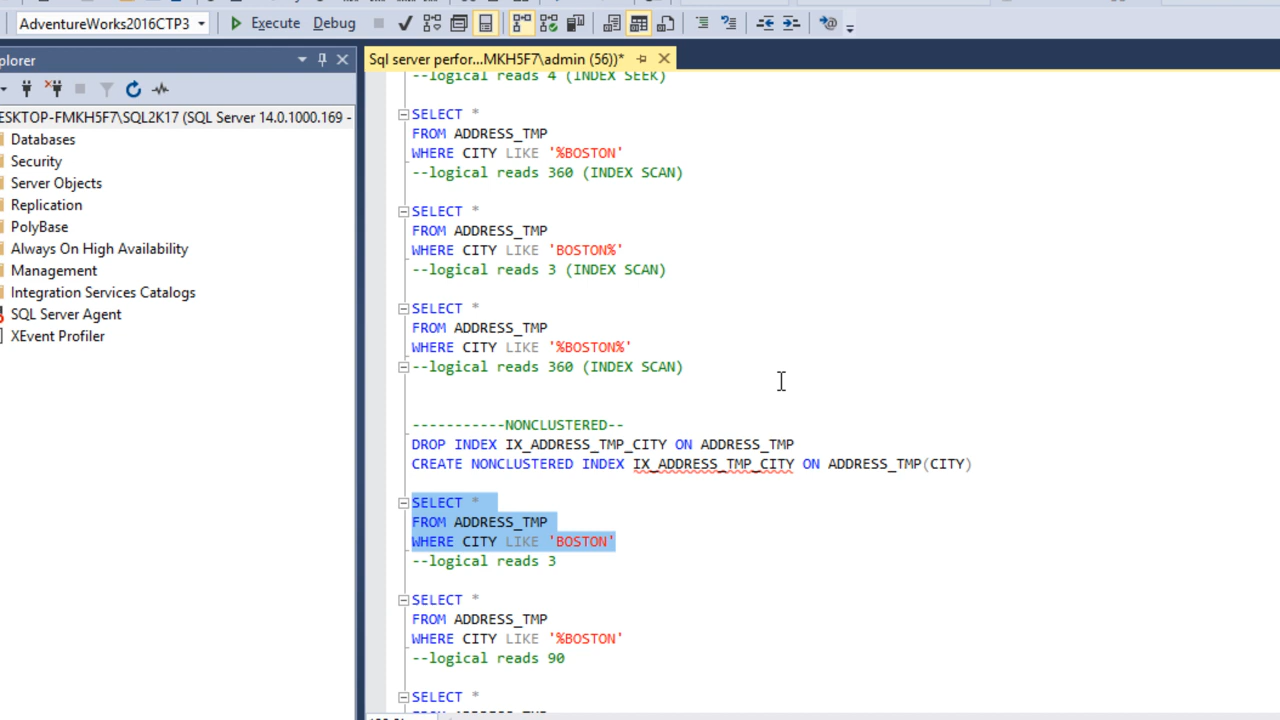 AdventureWorks2016CTP3
Execute
Debug
plorer
Sql server perfor...MKH5F7\admin (56))*
ESKTOP-FMKH5F7\SQL2K17 (SQL Server 14.0.1000.169 -
Databases
Security
Server Objects
Replication
PolyBase
Always On High Availability
Management
Integration Services Catalogs
SQL Server Agent
XEvent Profiler
--logical reads 4 (INDEX SEEK)
SELECT *
FROM ADDRESS_TMP
WHERE CITY LIKE '%BOSTON'
--logical reads 360 (INDEX SCAN)
SELECT *
FROM ADDRESS_TMP
WHERE CITY LIKE 'BOSTON%'
--logical reads 3 (INDEX SCAN)
SELECT *
FROM ADDRESS_TMP
WHERE CITY LIKE '%BOSTON%'
--logical reads 360 (INDEX SCAN)
-----------NONCLUSTERED--
DROP INDEX IX_ADDRESS_TMP_CITY ON ADDRESS_TMP
CREATE NONCLUSTERED INDEX IX_ADDRESS_TMP_CITY ON ADDRESS_TMP(CITY)
SELECT *
FROM ADDRESS_TMP
WHERE CITY LIKE 'BOSTON'
--logical reads 3
SELECT *
FROM ADDRESS_TMP
WHERE CITY LIKE '%BOSTON'
--logical reads 90
SELECT *